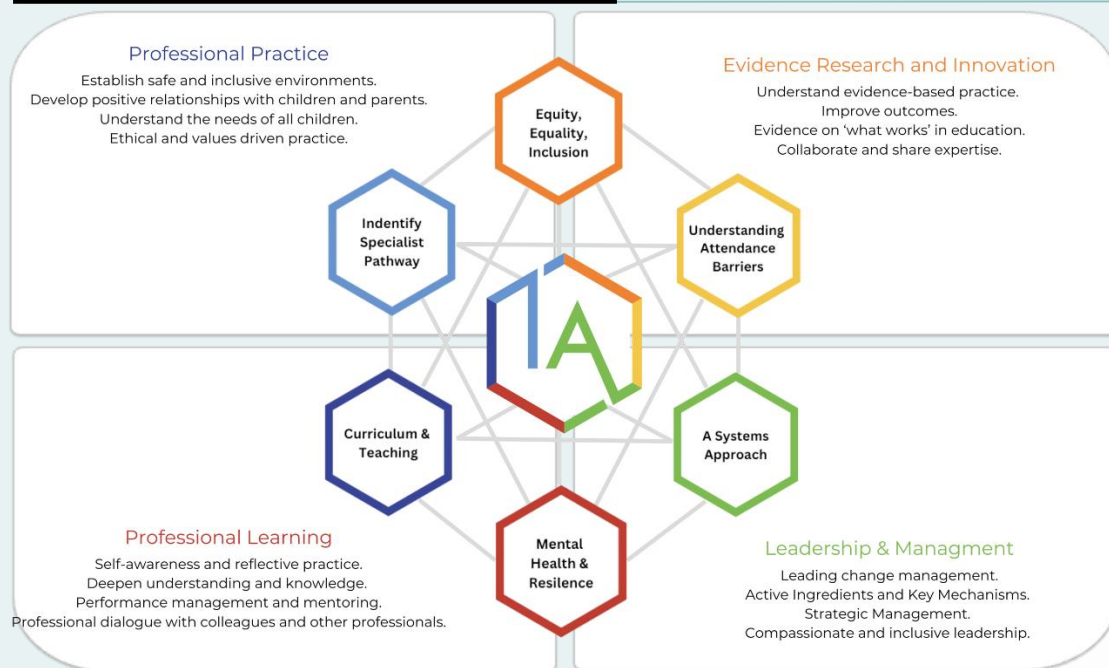 Professional Practice
Establish safe and inclusive environments.
Develop positive relationships with children and parents.
Understand the needs of all children.
Ethical and values driven practice.
Evidence Research and Innovation
Understand evidence-based practice.
Improve outcomes.
Evidence on ‘what works’ in education.
Collaborate and share expertise.
Equity,
Equality,
Inclusion
Indentify
Specialist
Pathway
Understanding
Attendance
Barriers
1A
Curriculum &
Teaching
A Systems
Approach
Mental
Health &
Resilence
Professional Learning
Self-awareness and reflective practice.
Deepen understanding and knowledge.
Performance management and mentoring.
Professional dialogue with colleagues and other professionals.
Leadership & Managment
Leading change management.
Active Ingredients and Key Mechanisms.
Strategic Management.
Compassionate and inclusive leadership.